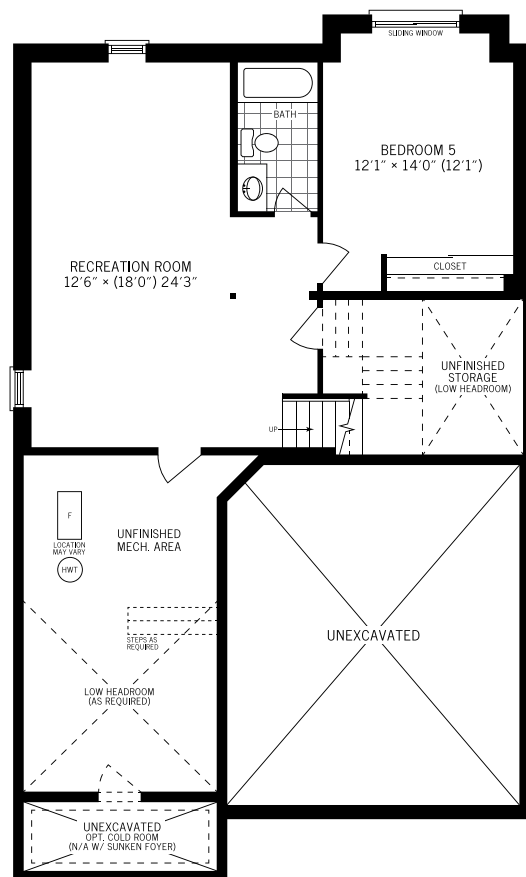 SLIDING WINDOW
BATH
BEDROOM 5
12'1" × 14'0" (12'1")
RECREATION ROOM
12'6" × (18'0") 24'3"
CLOSET
UNFINISHED
STORAGE
(LOW HEADROOM)
UP
F
LOCATION
MAY VARY
HWT
UNFINISHED
MECH. AREA
STEPS AS
REQUIRED
UNEXCAVATED
LOW HEADROOM
(AS REQUIRED)
UNEXCAVATED
OPT. COLD ROOM
(N/A W/ SUNKEN FOYER)